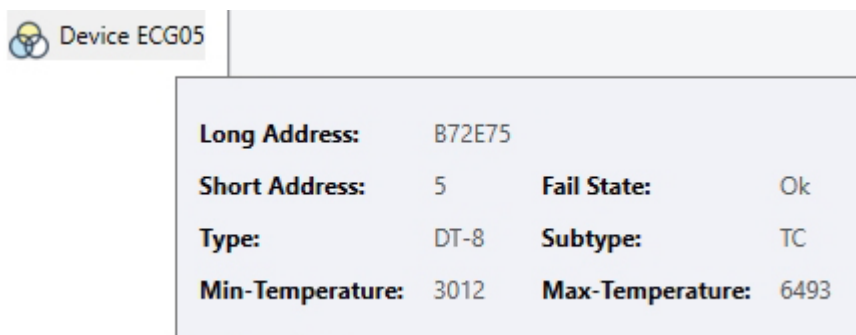 Device ECG05
Long Address: B72E75
Short Address: 5 Fail State: Ok
Type: DT-8 Subtype: TC
Min-Temperature: 3012 Max-Temperature: 6493